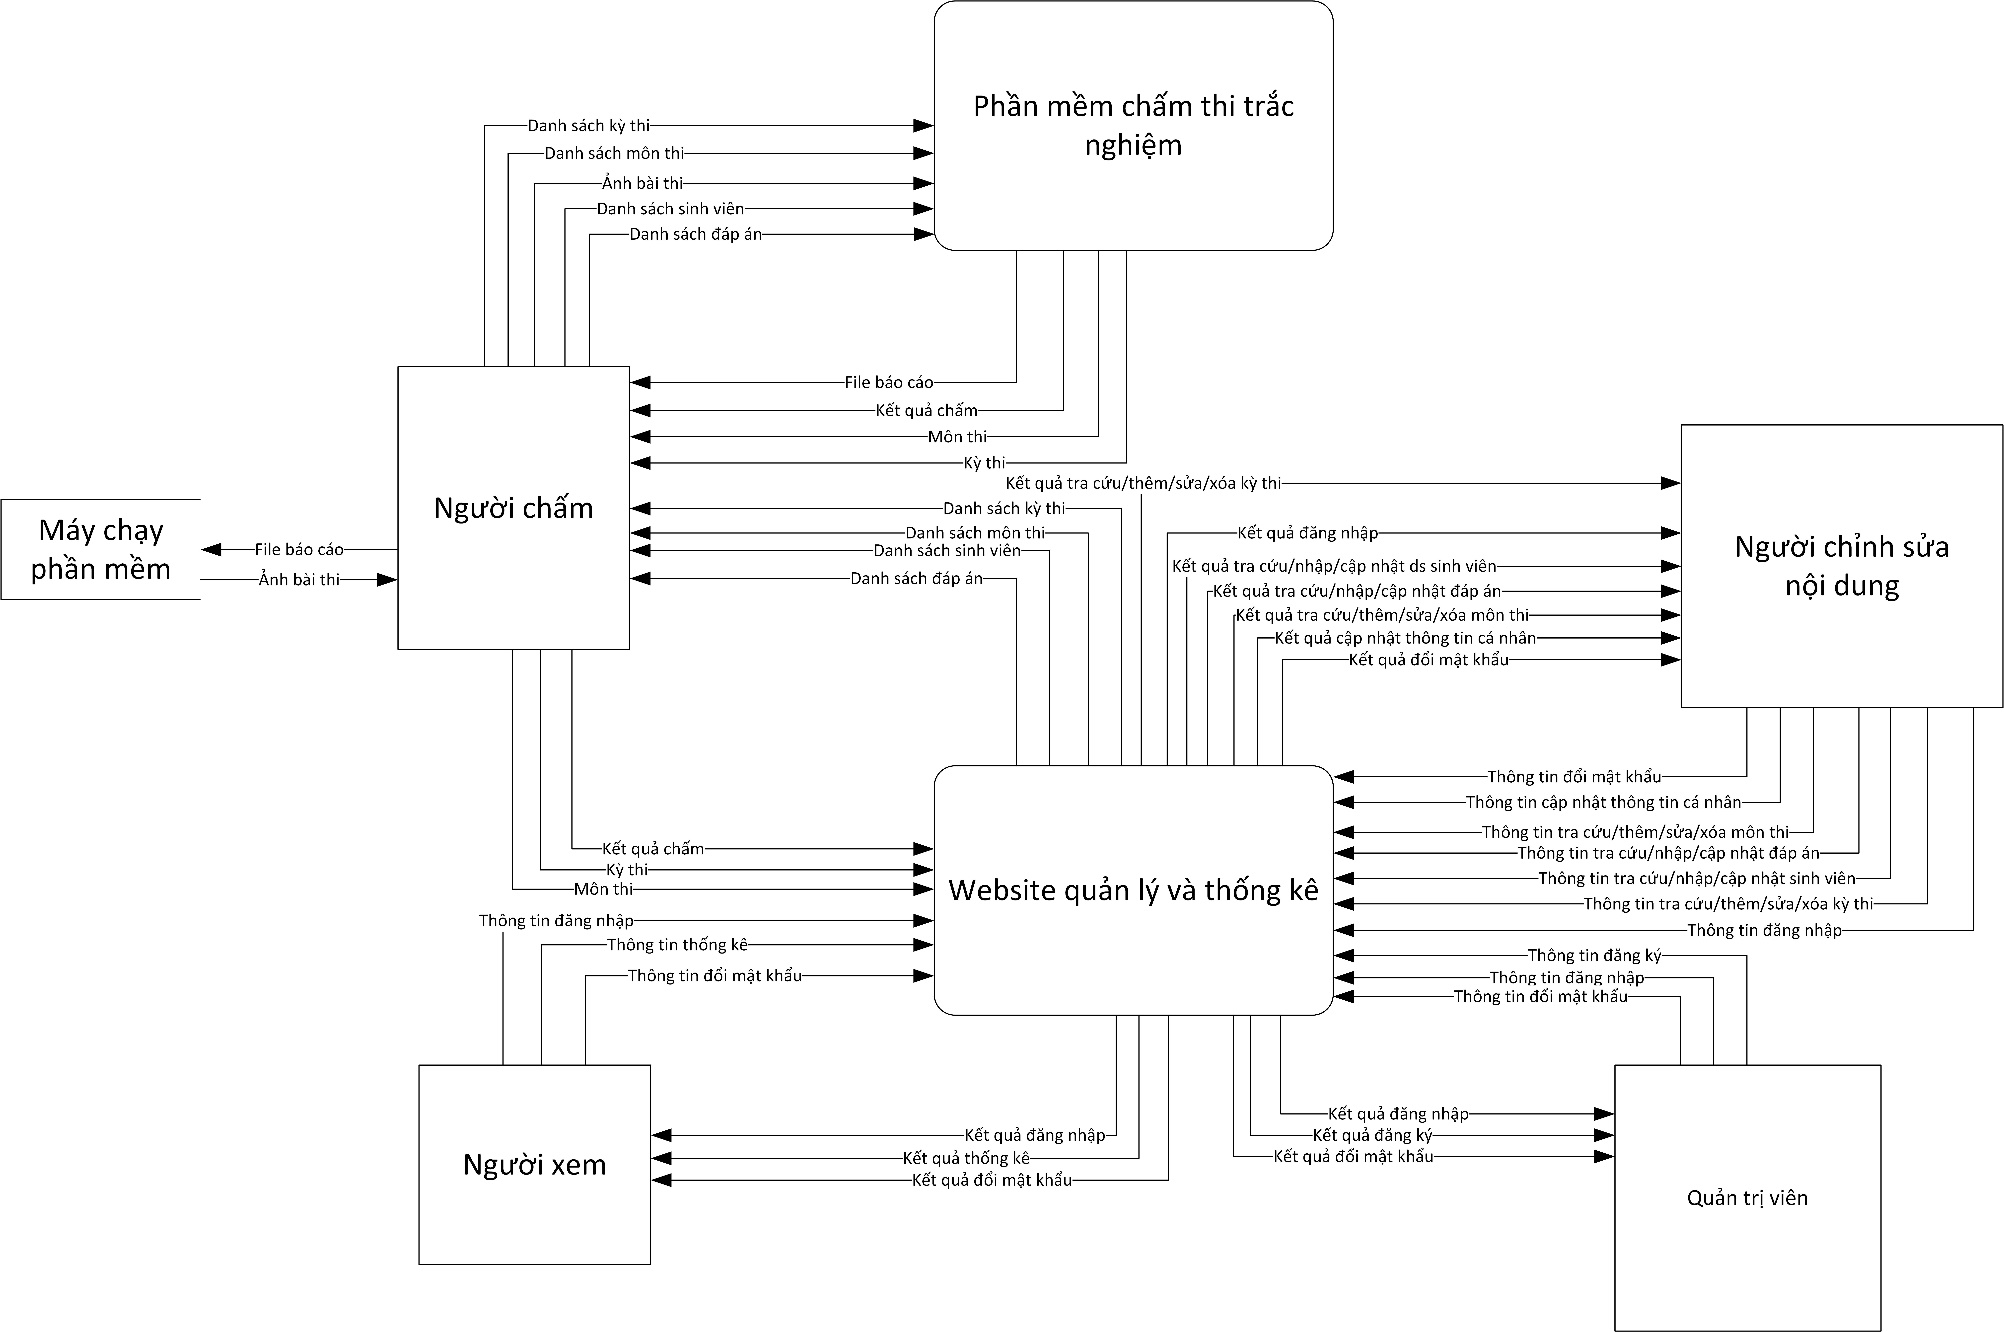 Phần mềm chấm thi trắc
nghiệm
Danh sách kỳ thi
Danh sách môn thi
Ảnh bài thi
Danh sách sinh viên
Danh sách đáp án
File báo cáo
Kết quả chấm
Môn thi
Kỳ thi
Người chấm
Máy chạy
phần mềm
File báo cáo
Ảnh bài thi
Danh sách kỳ thi
Danh sách môn thi
Danh sách sinh viên
Danh sách đáp án
Kết quả tra cứu/thêm/sửa/xóa kỳ thi
Kết quả đăng nhập
Kết quả tra cứu/nhập/cập nhật ds sinh viên
Kết quả tra cứu/nhập/cập nhật đáp án
Kết quả tra cứu/thêm/sửa/xóa môn thi
Kết quả cập nhật thông tin cá nhân
Kết quả đổi mật khẩu
Người chỉnh sửa
nội dung
Thông tin đổi mật khẩu
Thông tin cập nhật thông tin cá nhân
Thông tin tra cứu/thêm/sửa/xóa môn thi
Thông tin tra cứu/nhập/cập nhật đáp án
Thông tin tra cứu/nhập/cập nhật sinh viên
Thông tin tra cứu/thêm/sửa/xóa kỳ thi
Thông tin đăng nhập
Kết quả chấm
Kỳ thi
Môn thi
Website quản lý và thống kê
Thông tin đăng nhập
Thông tin thống kê
Thông tin đổi mật khẩu
Thông tin đăng ký
Thông tin đăng nhập
Thông tin đổi mật khẩu
Người xem
Kết quả đăng nhập
Kết quả thống kê
Kết quả đổi mật khẩu
Kết quả đăng nhập
Kết quả đăng ký
Kết quả đổi mật khẩu
Quản trị viên